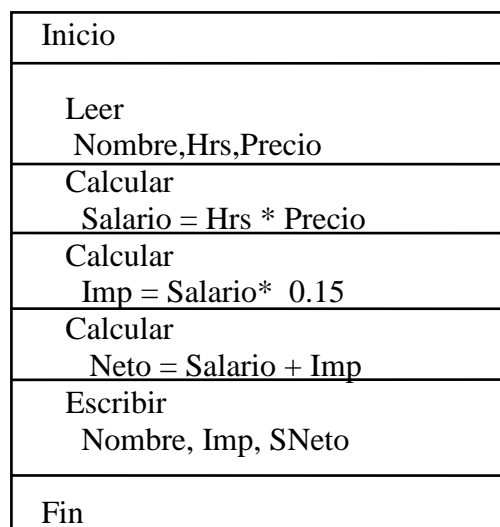 Inicio
Leer
Nombre,Hrs,Precio
Calcular
Salario = Hrs * Precio
Calcular
Imp = Salario* 0.15
Calcular
Neto = Salario + Imp
Escribir
Nombre, Imp, SNeto
Fin